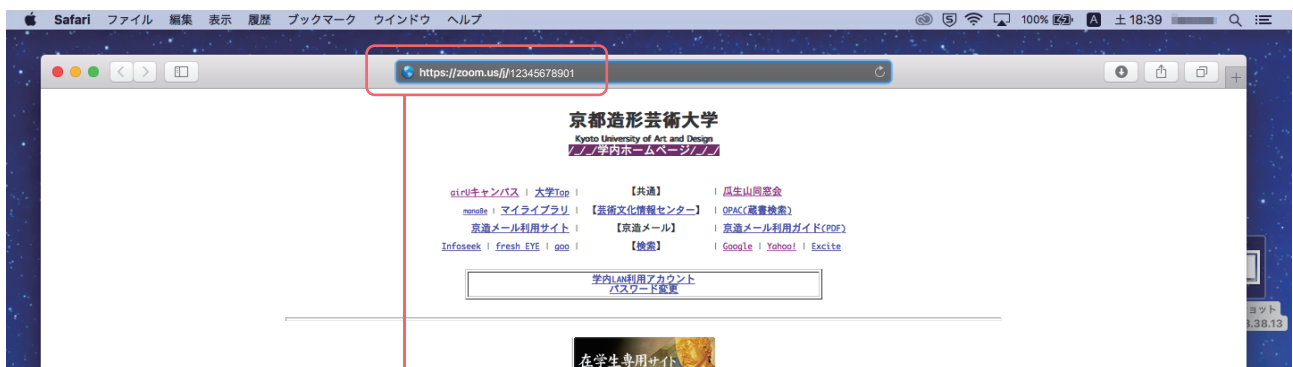 Safari ファイル 編集 表示 履歴 ブックマーク ウインドウ ヘルプ 100% A 土18:39
https://zoom.us/j/12345678901
京都造形芸術大学
Kyoto University of Art and Design
/_/_/学内ホームページ/_/_/
airUキャンパス | 大学Top | 【共通】 | 瓜生山同窓会
manaBe | マイライブラリ | 【芸術文化情報センター】 | OPAC(蔵書検索)
京造メール利用サイト | 【京造メール】 | 京造メール利用ガイド(PDF)
Infoseek | fresh EYE | goo | 【検索】 | Google | Yahoo! | Excite
学内LAN利用アカウント
パスワード変更
ョット
3.38.13
在学生専用サイト